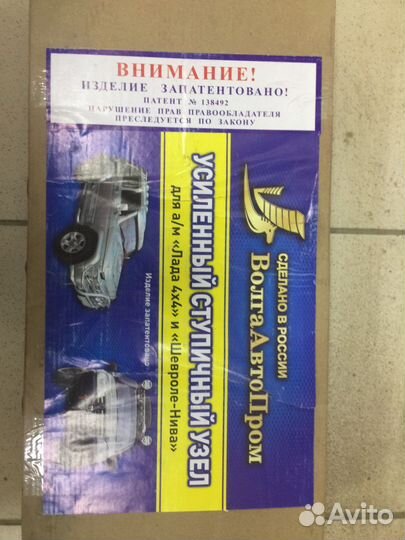 ВНИМАНИЕ!
ИЗДЕЛИЕ ЗАПАТЕНТОВАНО!
ПАТЕНТ № 138492
НАРУШЕНИЕ ПРАВ ПРАВООБЛАДАТЕЛЯ
ПРЕСЛЕДУЕТСЯ ПО ЗАКОНУ
СДЕЛАНО В РОССИИ
ВолгаАвтоПром
УСИЛЕННЫЙ СТУПИЧНЫЙ УЗЕЛ
для а/м «Лада 4x4» и «Шевроле-Нива»
Изделие запатентовано
Avito